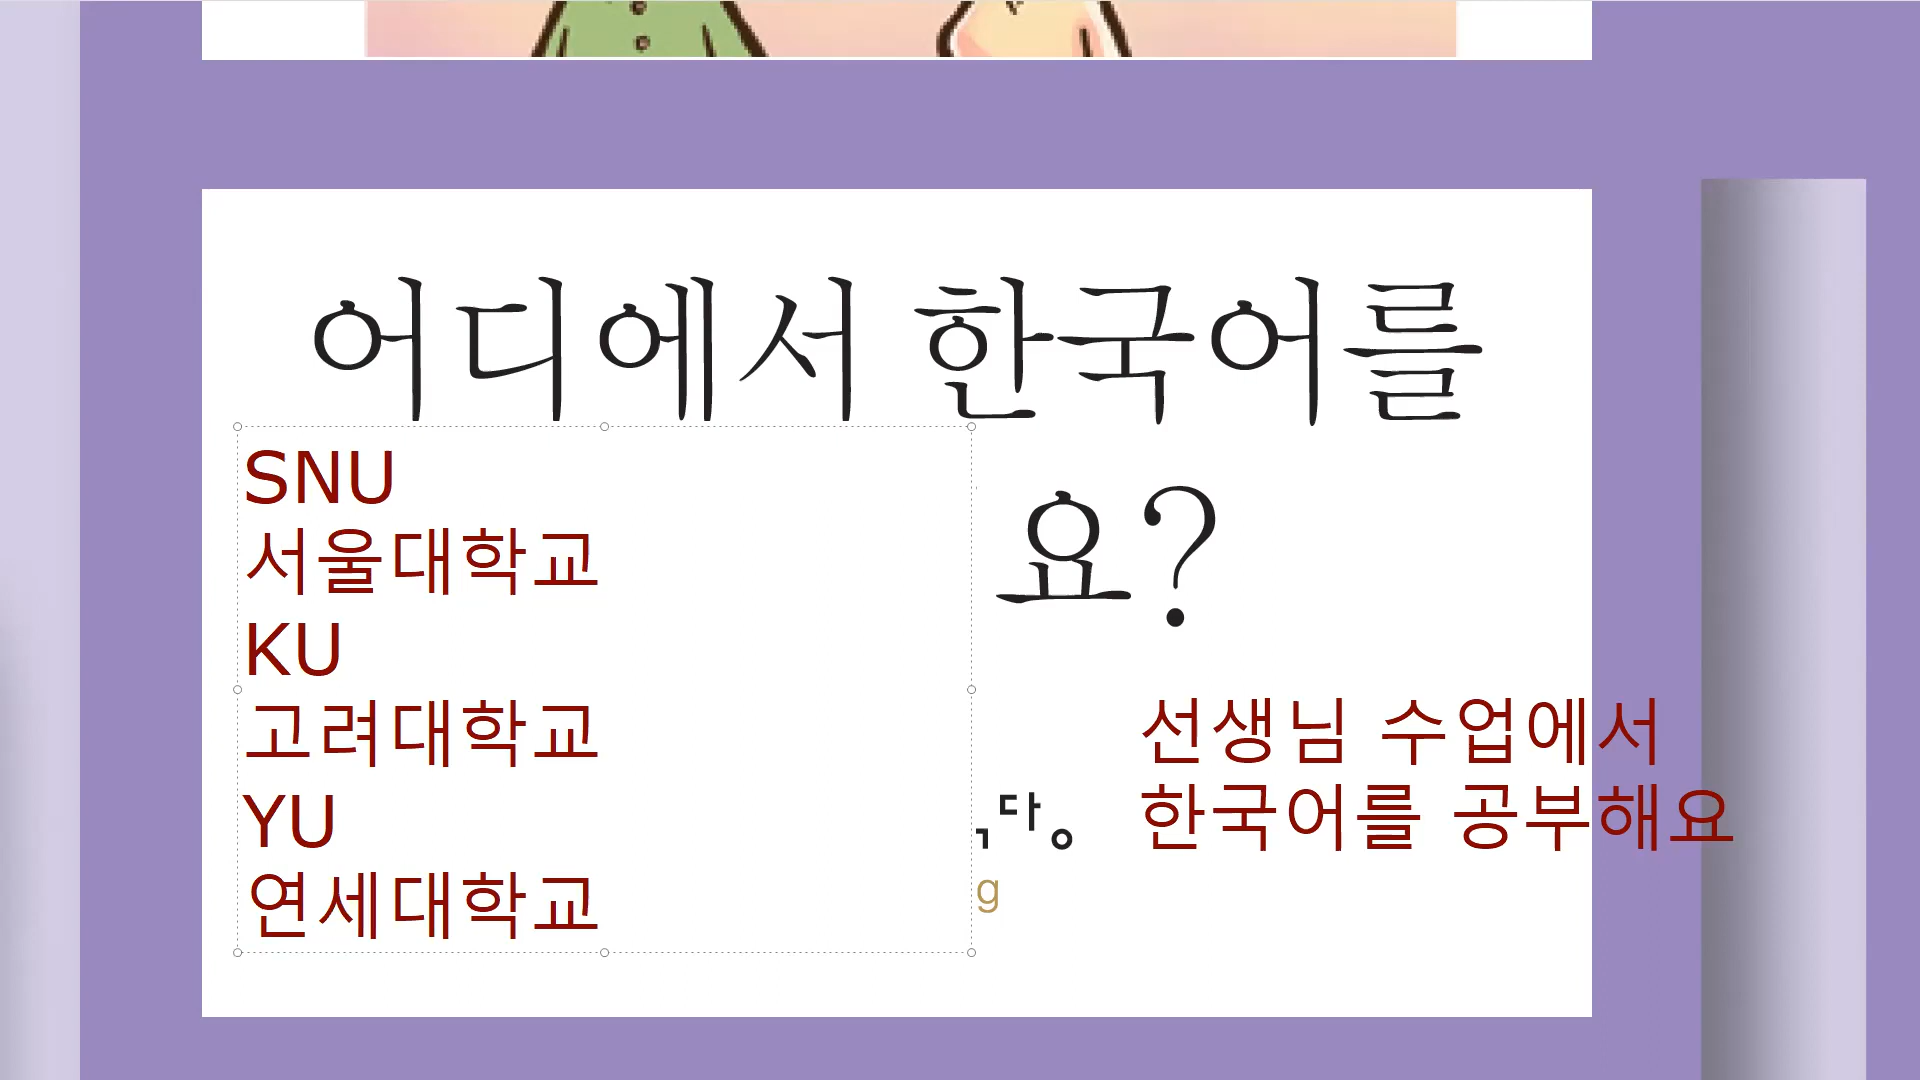 어디에서 한국어를
요?
SNU
서울대학교
KU
고려대학교
YU
연세대학교
선생님 수업에서
한국어를 공부해요
다。
g